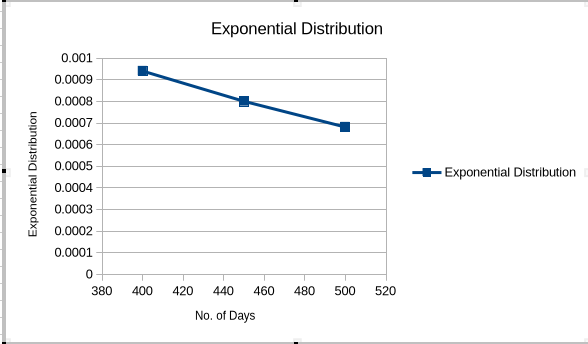 Exponential Distribution
0.001
0.0009
0.0008
0.0007
0.0006
0.0005
0.0004
0.0003
0.0002
0.0001
0
Exponential Distribution
380 400 420 440 460 480 500 520
No. of Days
Exponential Distribution